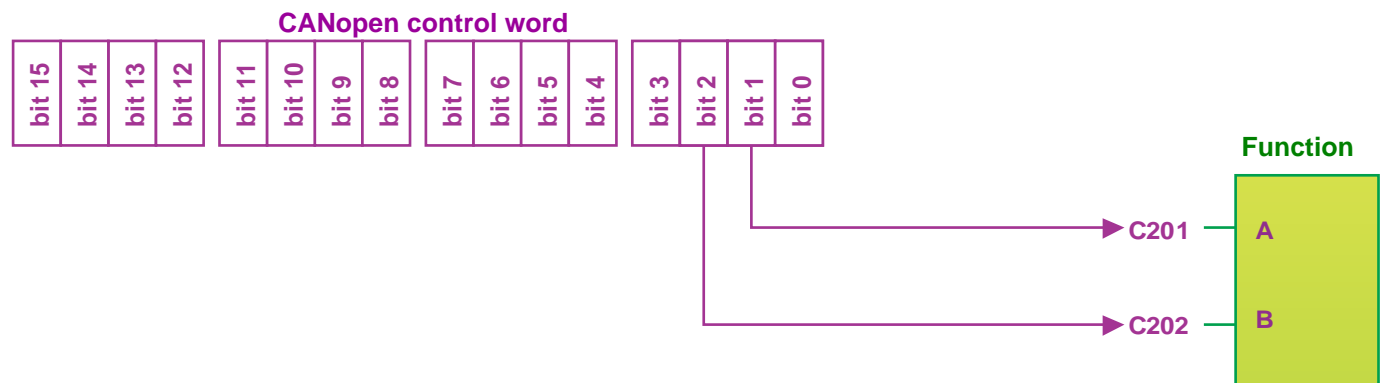 CANopen control word
bit 15
bit 14
bit 13
bit 12
bit 11
bit 10
bit 9
bit 8
bit 7
bit 6
bit 5
bit 4
bit 3
bit 2
bit 1
bit 0
Function
C201
A
C202
B